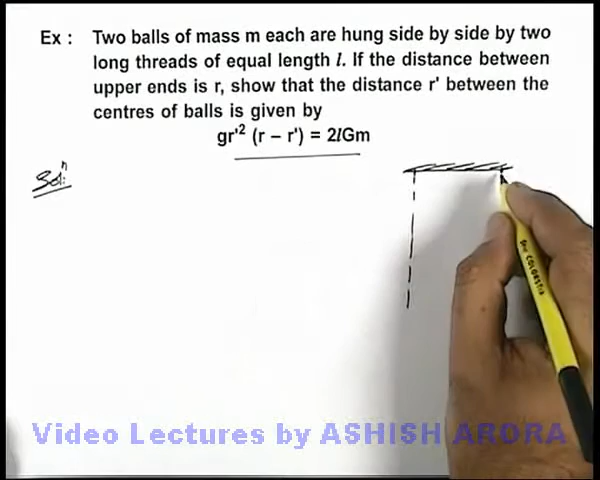 Ex : Two balls of mass m each are hung side by side by two
long threads of equal length l. If the distance between
upper ends is r, show that the distance r' between the
centres of balls is given by
gr'² (r – r') = 2lGm
Solⁿ:
Video Lectures by ASHISH ARORA